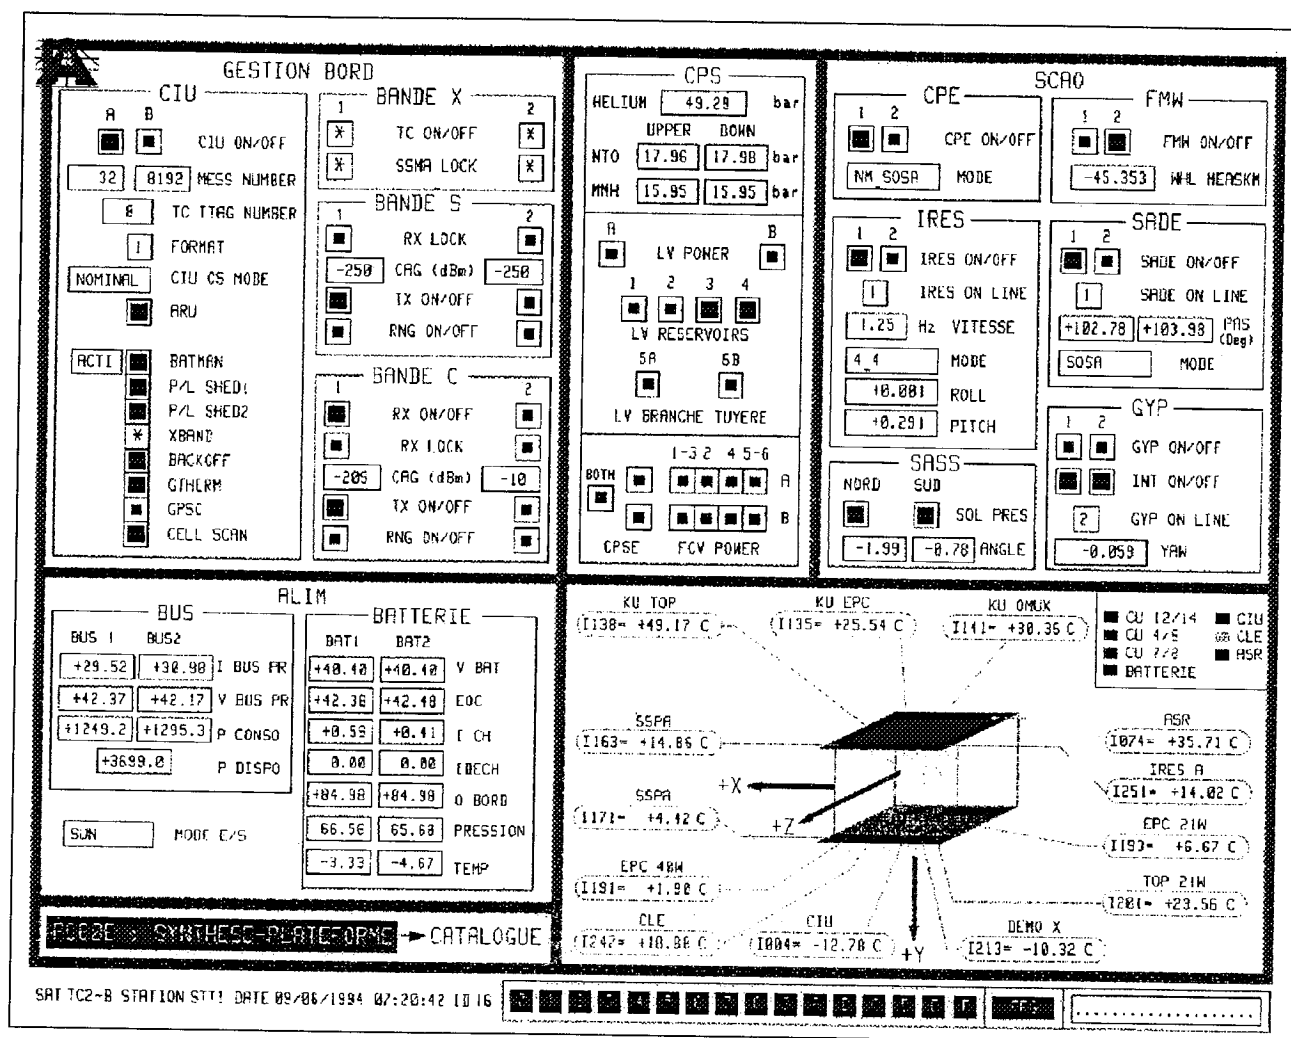 GESTION BORD
CIU
A B
CIU ON/OFF
32 8192 MESS NUMBER
8 TC TTAG NUMBER
1 FORMAT
NOMINAL CIU CS MODE
ARU
ACTI BATMAN
P/L SHED1
P/L SHED2
* XBAND
BACKOFF
GTHERM
GPSC
CELL SCAN
BANDE X
1 2
* TC ON/OFF *
* SSMA LOCK *
BANDE S
1 2
RX LOCK
-250 CAG (dBm) -250
TX ON/OFF
RNG ON/OFF
BANDE C
1 2
RX ON/OFF
RX LOCK
-205 CAG (dBm) -10
TX ON/OFF
RNG ON/OFF
CPS
HELIUM 49.29 bar
UPPER DOWN
NTO 17.96 17.98 bar
MMH 15.95 15.95 bar
A B
LV POWER
1 2 3 4
LV RESERVOIRS
5A 5B
LV BRANCHE TUYERE
1-3 2 4 5-6
BOTH A
B
CPSE FCV POWER
SCAO
CPE
1 2
CPE ON/OFF
NM_SOSA MODE
FMW
1 2
FMW ON/OFF
-45.353 WHL MEASKM
IRES
1 2
IRES ON/OFF
1 IRES ON LINE
1.25 Hz VITESSE
4_4 MODE
+0.001 ROLL
+0.291 PITCH
SADE
1 2
SADE ON/OFF
1 SADE ON LINE
+102.78 +103.98 PAS (Deg)
SOSA MODE
SASS
NORD SUD
SOL PRES
-1.99 -0.78 ANGLE
GYP
1 2
GYP ON/OFF
INT ON/OFF
2 GYP ON LINE
-0.059 YAW
ALIM
BUS
BUS 1 BUS2
+29.52 +30.98 I BUS PR
+42.37 +42.17 V BUS PR
+1249.2 +1295.3 P CONSO
+3699.0 P DISPO
SUN MODE E/S
BATTERIE
BAT1 BAT2
+40.40 +40.40 V BAT
+42.36 +42.48 EOC
+0.59 +0.41 I CH
0.00 0.00 IDECH
+84.98 +84.98 Q BORD
66.56 65.68 PRESSION
-3.33 -4.67 TEMP
SYNTHESE-PLATE-FORME → CATALOGUE
KU TOP
I138= +49.17 C
KU EPC
I135= +25.54 C
KU OMUX
I141= +30.36 C
CU 12/14 CIU
CU 4/6 CLE
CU 7/8 ASR
BATTERIE
SSPA
I163= +14.86 C
ASR
I074= +35.71 C
IRES A
I251= +14.02 C
+X
+Z
SSPA
I171= +4.42 C
EPC 21W
I193= +6.67 C
EPC 40W
I191= +1.90 C
TOP 21W
I201= +23.56 C
CLE
I242= +18.88 C
CIU
I004= -12.78 C
+Y
DEMO X
I213= -10.32 C
SAT TC2-B STATION STT1 DATE 09/06/1994 07:20:42 ID 16